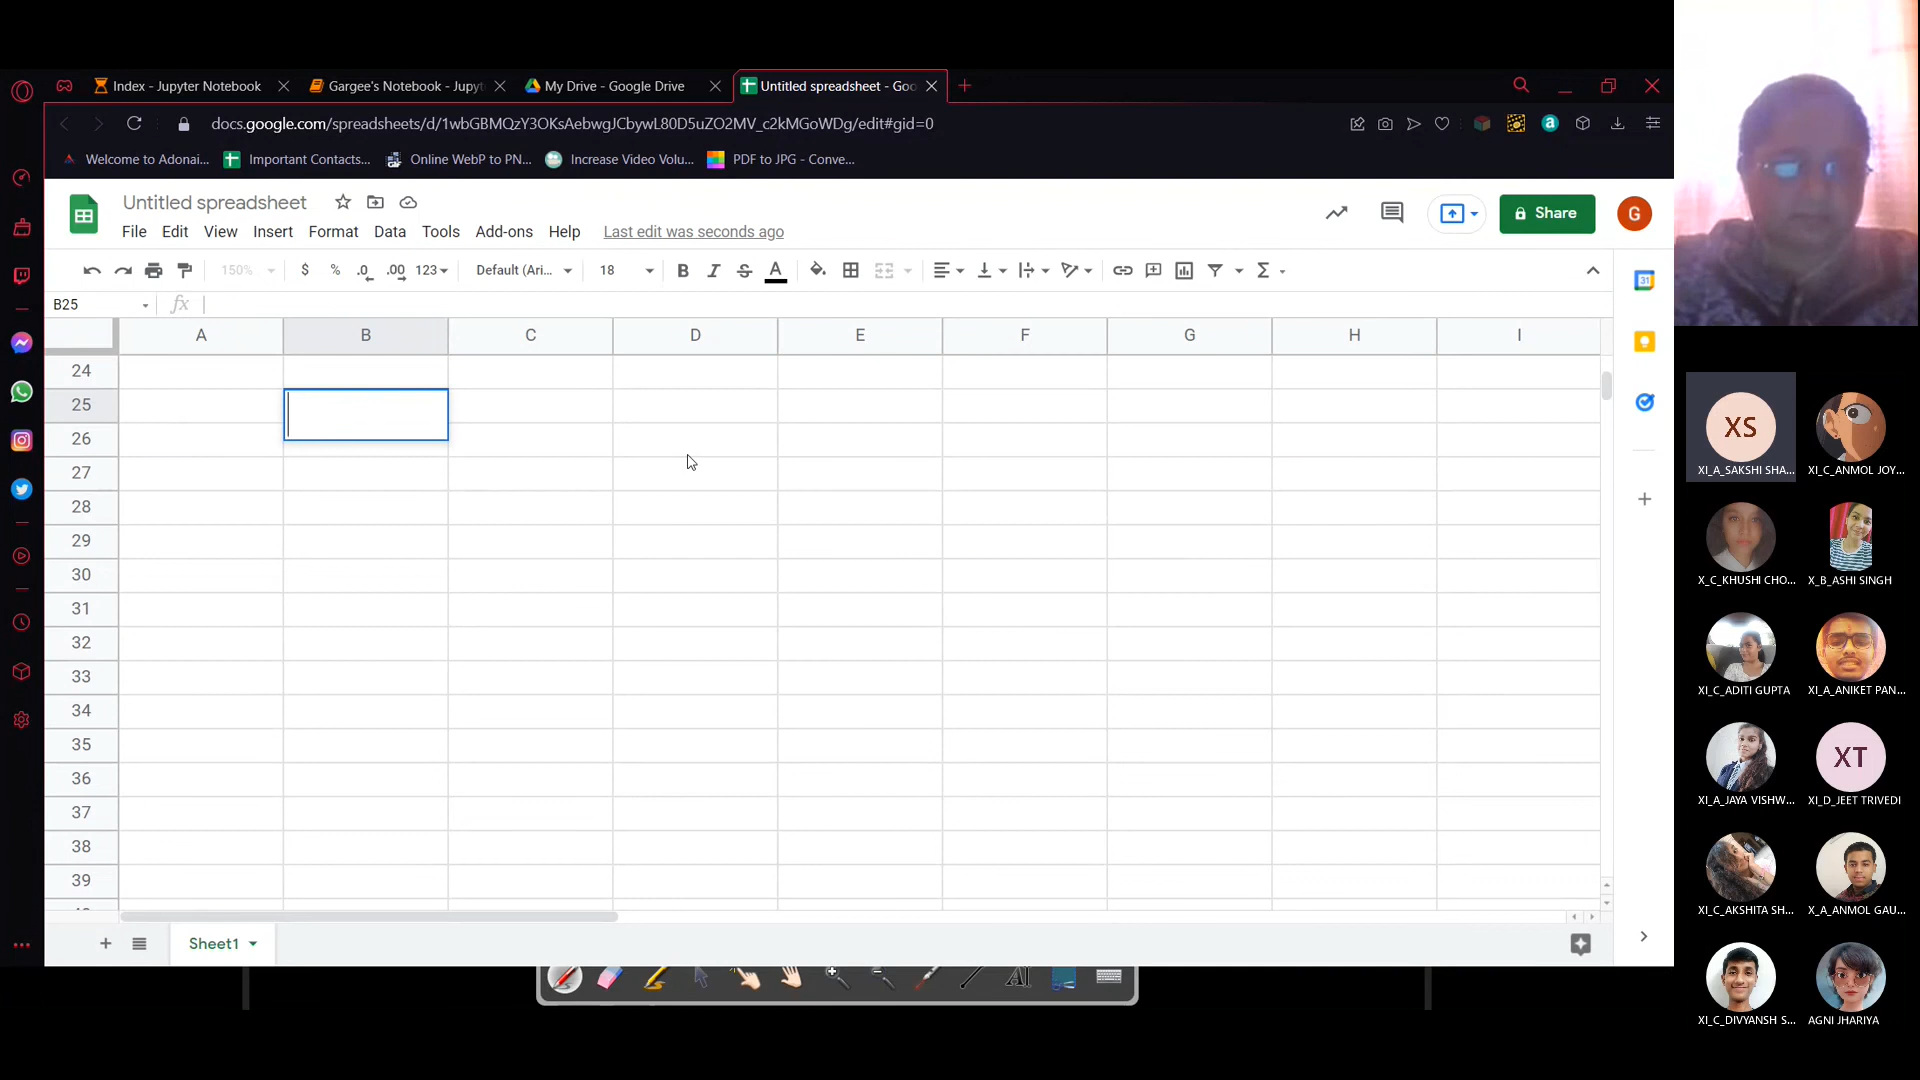 Index - Jupyter Notebook
Gargee's Notebook - Jupyt
My Drive - Google Drive
Untitled spreadsheet - Goo
docs.google.com/spreadsheets/d/1wbGBMQzY3OKsAebwgJCbywL80D5uZO2MV_c2kMGoWDg/edit#gid=0
Welcome to Adonai...
Important Contacts...
Online WebP to PN...
Increase Video Volu...
PDF to JPG - Conve...
Untitled spreadsheet
File Edit View Insert Format Data Tools Add-ons Help Last edit was seconds ago
Share
G
150% $ % .0 .00 123 Default (Ari... 18 B I S A
B25 fx
A B C D E F G H I
24
25
26
27
28
29
30
31
32
33
34
35
36
37
38
39
Sheet1
31
XS
XI_A_SAKSHI SHA...
XI_C_ANMOL JOY...
X_C_KHUSHI CHO...
X_B_ASHI SINGH
XI_C_ADITI GUPTA
XI_A_ANIKET PAN...
XI_A_JAYA VISHW...
XT
XI_D_JEET TRIVEDI
XI_C_AKSHITA SH...
X_A_ANMOL GAU...
XI_C_DIVYANSH S...
AGNI JHARIYA